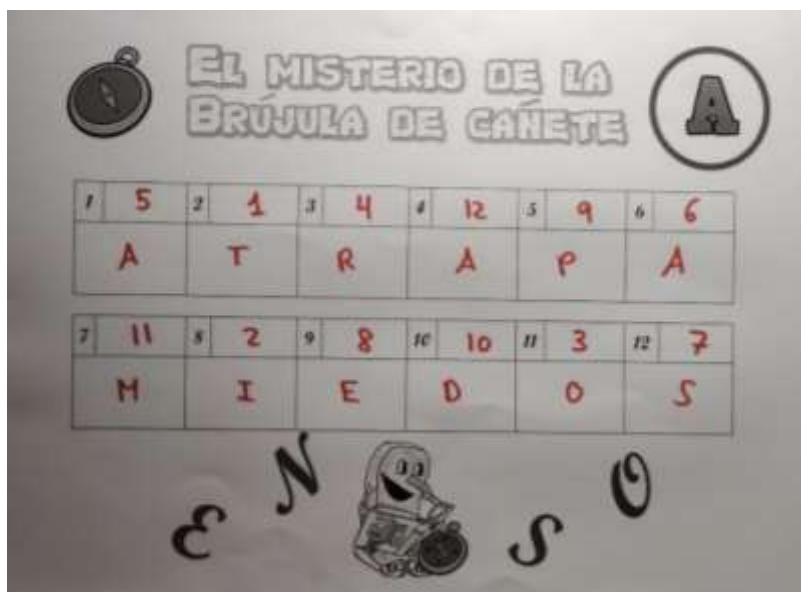 EL MISTERIO DE LA
BRÚJULA DE CAÑETE
A
1 5 2 1 3 4 4 12 5 9 6 6
A T R A P A
7 11 8 2 9 8 10 10 11 3 12 7
M I E D O S
N O
E S